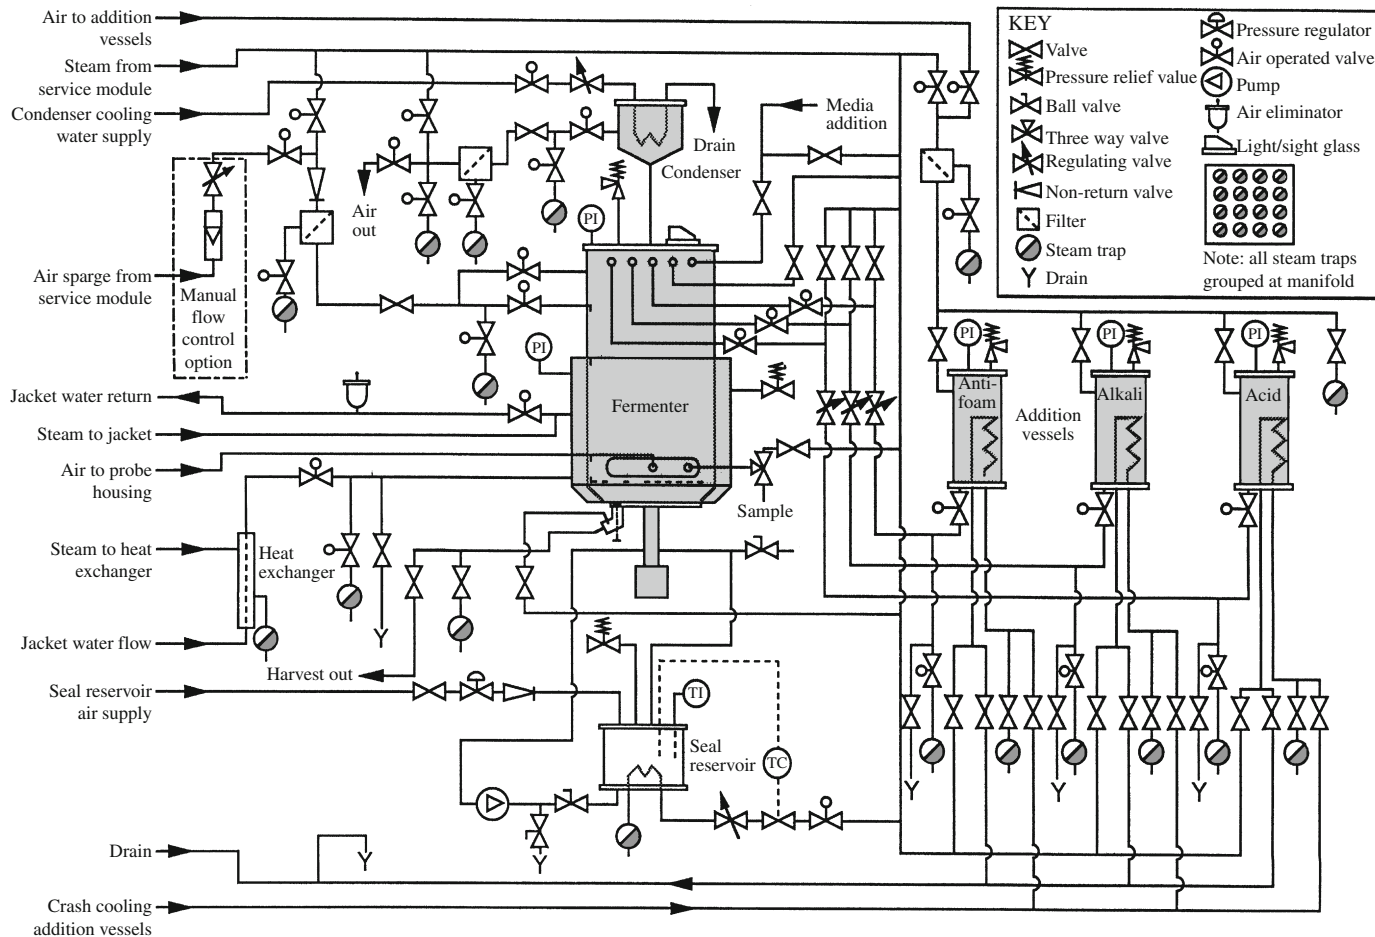 Air to addition
vessels
Steam from
service module
Condenser cooling
water supply
Air sparge from
service module
Manual
flow
control
option
Jacket water return
Steam to jacket
Air to probe
housing
Steam to heat
exchanger
Heat
exchanger
Jacket water flow
Harvest out
Seal reservoir
air supply
Drain
Crash cooling
addition vessels
Air
out
Drain
Condenser
Media
addition
PI
PI
Fermenter
Sample
TI
Seal
reservoir
TC
PI
Anti-
foam
Addition
vessels
PI
Alkali
PI
Acid
KEY
Valve
Pressure relief value
Ball valve
Three way valve
Regulating valve
Non-return valve
Filter
Steam trap
Drain
Pressure regulator
Air operated valve
Pump
Air eliminator
Light/sight glass
Note: all steam traps
grouped at manifold